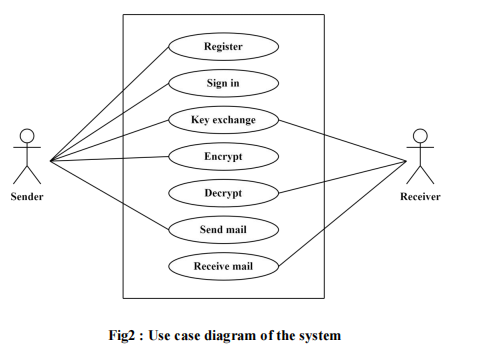 Register
Sign in
Key exchange
Encrypt
Decrypt
Send mail
Receive mail
Sender
Receiver
Fig2 : Use case diagram of the system